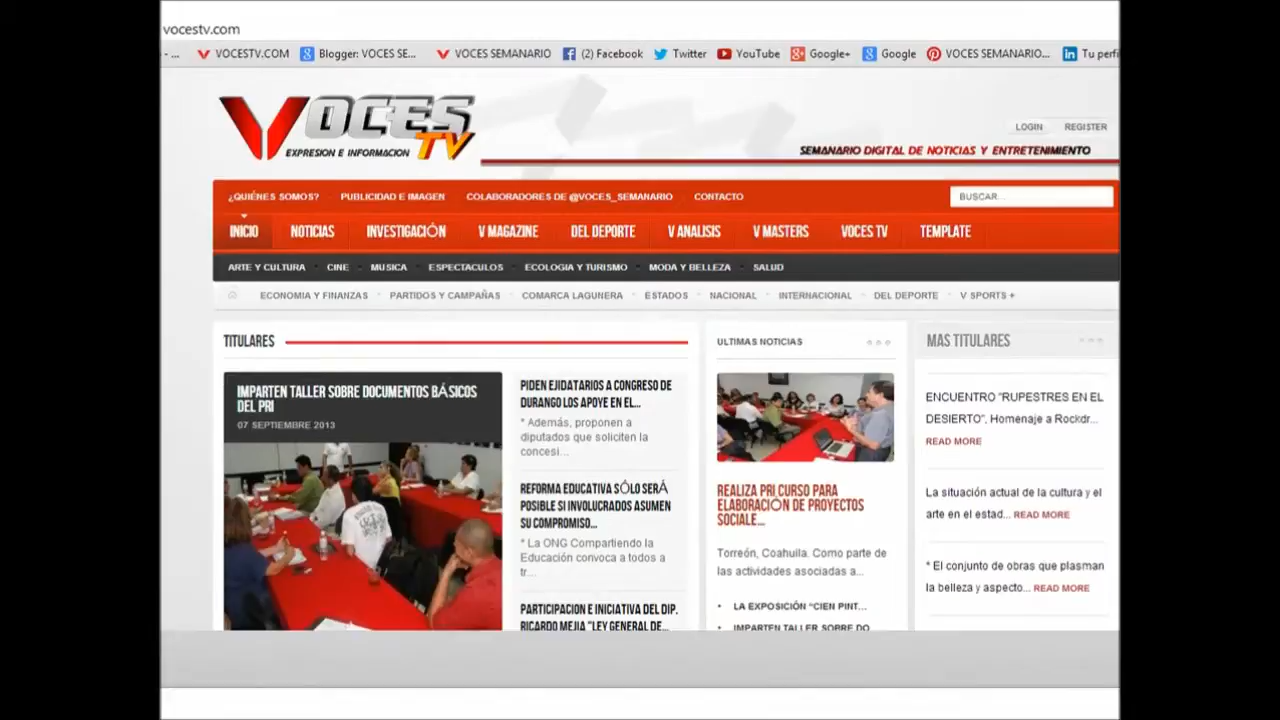 vocestv.com
- ... VOCESTV.COM Blogger: VOCES SE... VOCES SEMANARIO (2) Facebook Twitter YouTube Google+ Google VOCES SEMANARIO... Tu perfi
VOCES
EXPRESION E INFORMACION TV
LOGIN REGISTER
SEMANARIO DIGITAL DE NOTICIAS Y ENTRETENIMIENTO
¿QUIÉNES SOMOS? PUBLICIDAD E IMAGEN COLABORADORES DE @VOCES_SEMANARIO CONTACTO BUSCAR...
INICIO NOTICIAS INVESTIGACIÓN V MAGAZINE DEL DEPORTE V ANALISIS V MASTERS VOCES TV TEMPLATE
ARTE Y CULTURA CINE MUSICA ESPECTACULOS ECOLOGIA Y TURISMO MODA Y BELLEZA SALUD
ECONOMIA Y FINANZAS PARTIDOS Y CAMPAÑAS COMARCA LAGUNERA ESTADOS NACIONAL INTERNACIONAL DEL DEPORTE V SPORTS +
TITULARES
IMPARTEN TALLER SOBRE DOCUMENTOS BÁSICOS
DEL PRI
07 SEPTIEMBRE 2013
PIDEN EJIDATARIOS A CONGRESO DE
DURANGO LOS APOYE EN EL...
* Además, proponen a
diputados que soliciten la
concesi...
REFORMA EDUCATIVA SÓLO SERÁ
POSIBLE SI INVOLUCRADOS ASUMEN
SU COMPROMISO...
* La ONG Compartiendo la
Educación convoca a todos a
tr...
PARTICIPACION E INICIATIVA DEL DIP.
RICARDO MEJIA "LEY GENERAL DE...
ULTIMAS NOTICIAS
REALIZA PRI CURSO PARA
ELABORACIÓN DE PROYECTOS
SOCIALE...
Torreón, Coahuila. Como parte de
las actividades asociadas a...
• LA EXPOSICIÓN “CIEN PINT...
• IMPARTEN TALLER SOBRE DO...
MAS TITULARES
ENCUENTRO "RUPESTRES EN EL
DESIERTO", Homenaje a Rockdr...
READ MORE
La situación actual de la cultura y el
arte en el estad... READ MORE
* El conjunto de obras que plasman
la belleza y aspecto... READ MORE